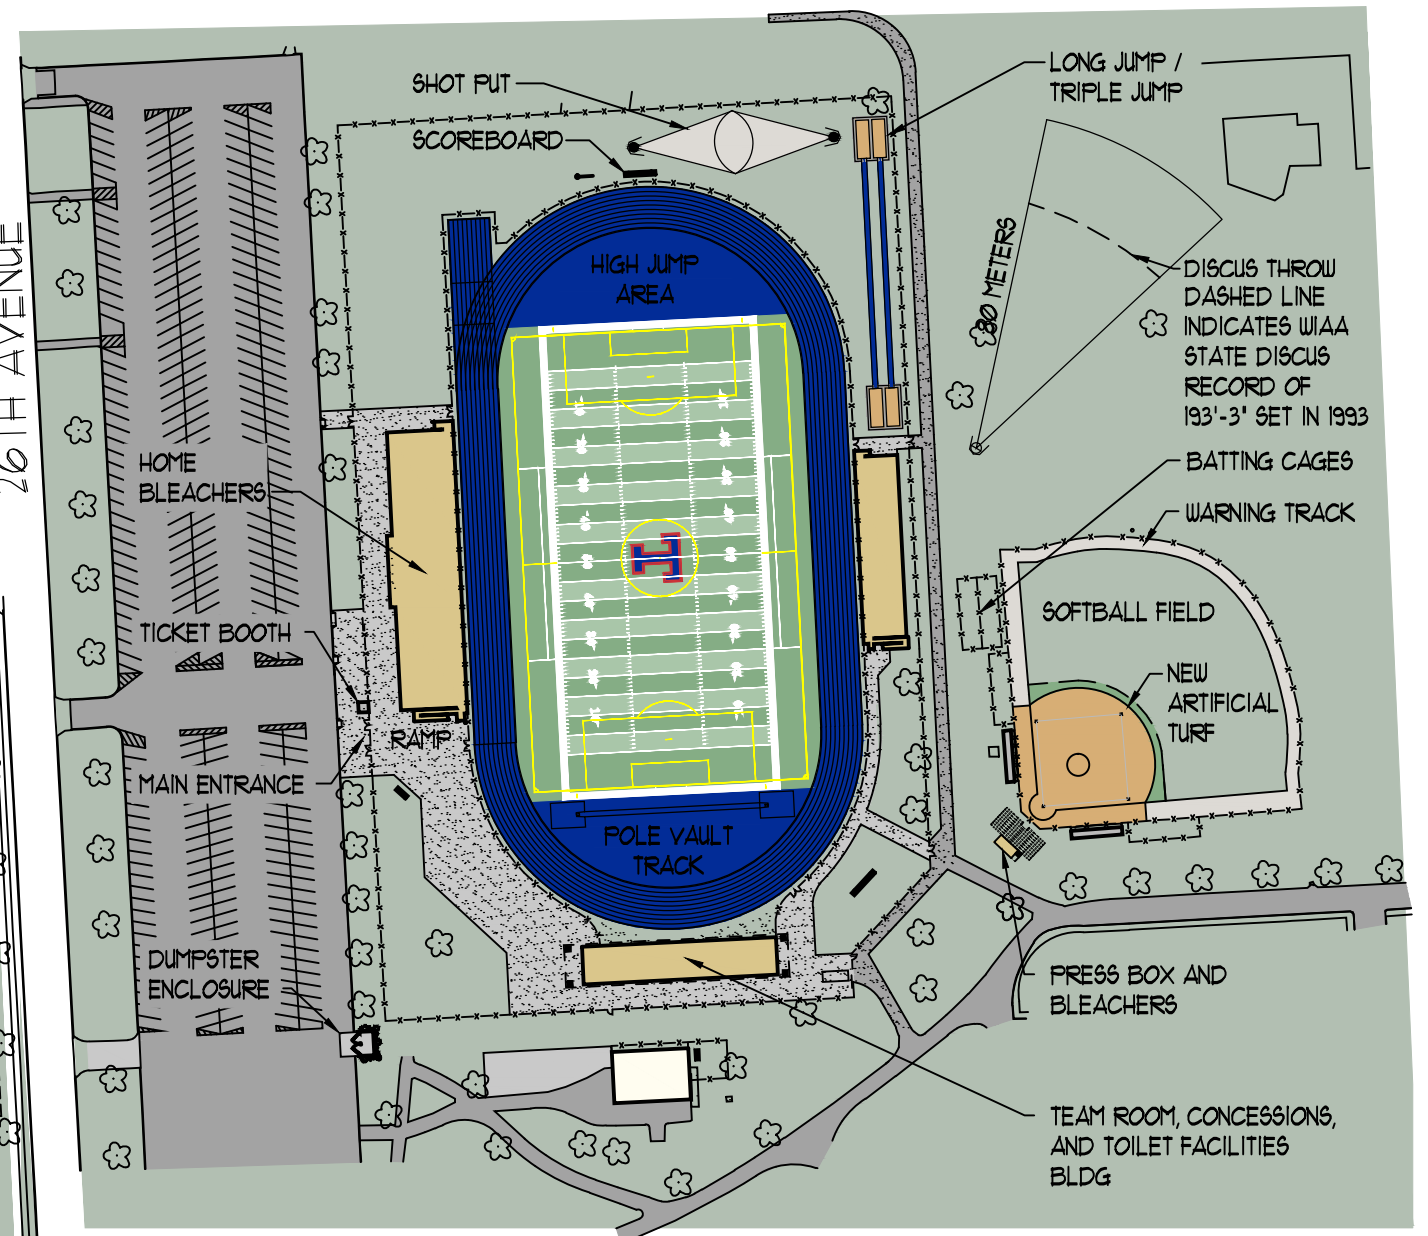 SHOT PUT
SCOREBOARD
LONG JUMP /
TRIPLE JUMP
26TH AVENUE
HIGH JUMP
AREA
80 METERS
DISCUS THROW
DASHED LINE
INDICATES WIAA
STATE DISCUS
RECORD OF
193'-3" SET IN 1993
HOME
BLEACHERS
BATTING CAGES
WARNING TRACK
H
SOFTBALL FIELD
TICKET BOOTH
NEW
ARTIFICIAL
TURF
RAMP
MAIN ENTRANCE
POLE VAULT
TRACK
DUMPSTER
ENCLOSURE
PRESS BOX AND
BLEACHERS
TEAM ROOM, CONCESSIONS,
AND TOILET FACILITIES
BLDG